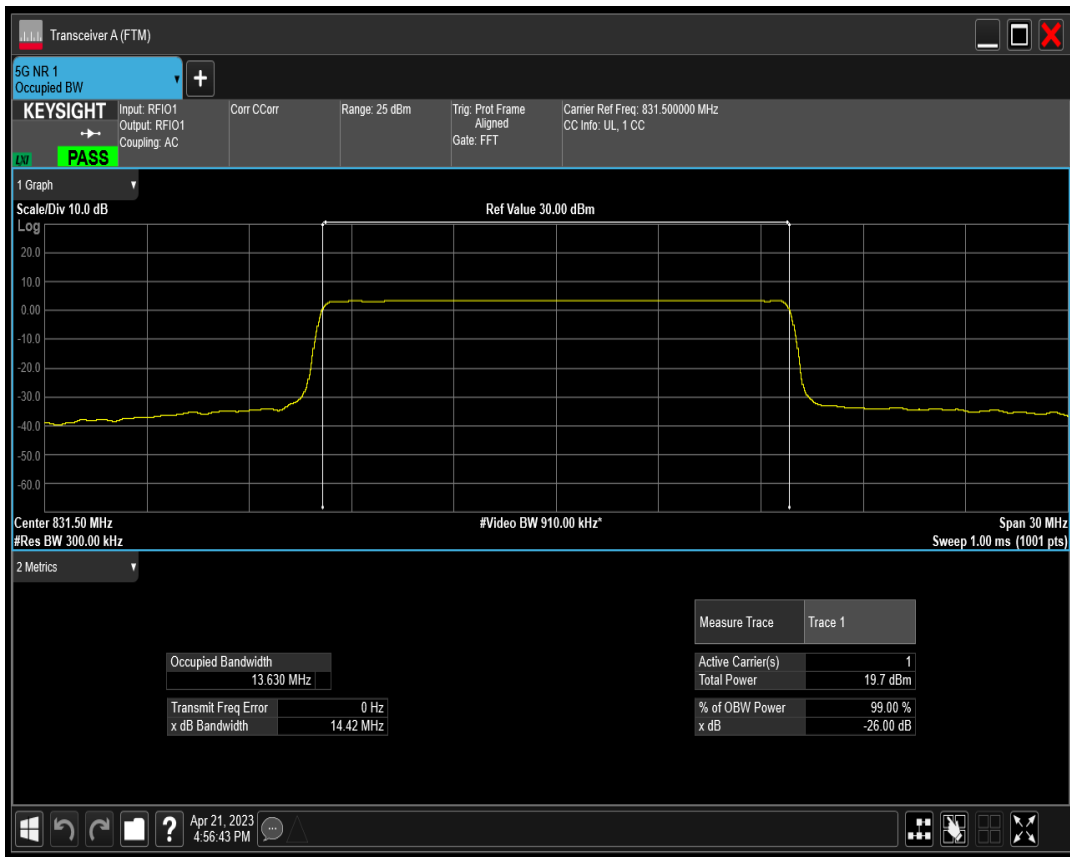 Transceiver A (FTM)
5G NR 1
Occupied BW
+
KEYSIGHT
LXI
PASS
Input: RFIO1
Output: RFIO1
Coupling: AC
Corr CCorr
Range: 25 dBm
Trig: Prot Frame
Aligned
Gate: FFT
Carrier Ref Freq: 831.500000 MHz
CC Info: UL, 1 CC
1 Graph
Scale/Div 10.0 dB
Ref Value 30.00 dBm
Log
20.0
10.0
0.00
-10.0
-20.0
-30.0
-40.0
-50.0
-60.0
Center 831.50 MHz
#Video BW 910.00 kHz*
Span 30 MHz
#Res BW 300.00 kHz
Sweep 1.00 ms (1001 pts)
2 Metrics
Measure Trace Trace 1
Occupied Bandwidth
13.630 MHz
Active Carrier(s) 1
Total Power 19.7 dBm
Transmit Freq Error 0 Hz
x dB Bandwidth 14.42 MHz
% of OBW Power 99.00 %
x dB -26.00 dB
?
Apr 21, 2023
4:56:43 PM